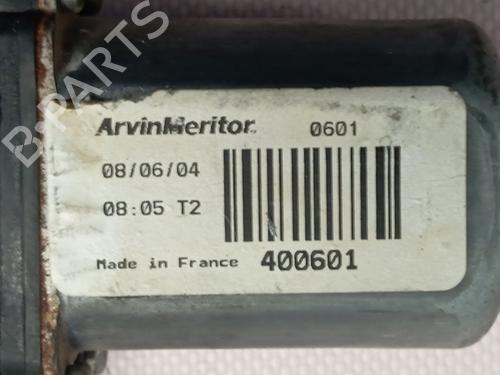 ArvinMeritor. 0601
08/06/04
08:05 T2
Made in France 400601
B-PARTS